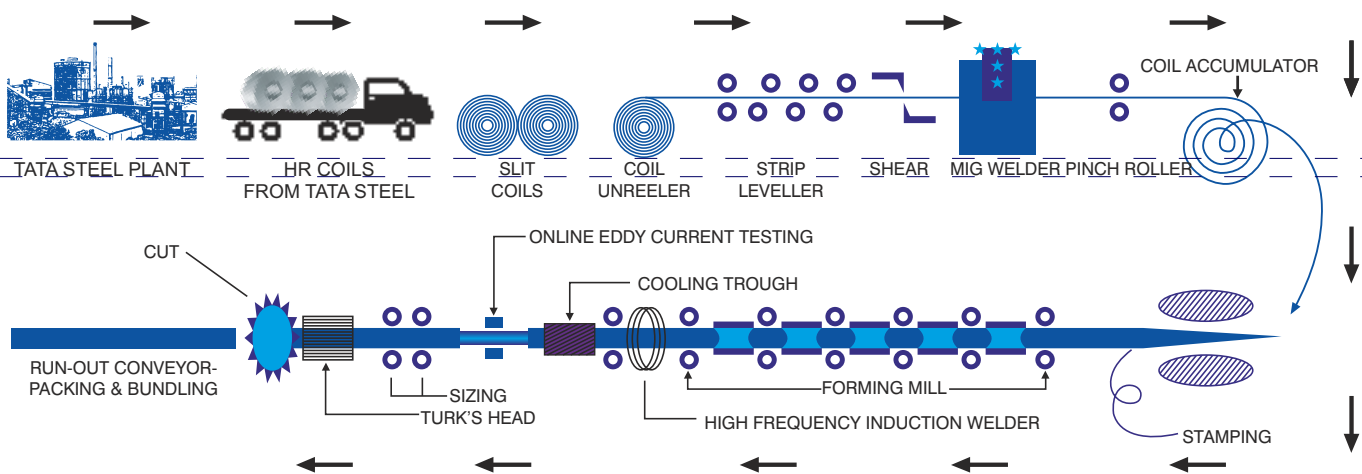 COIL ACCUMULATOR
TATA STEEL PLANT
HR COILS
FROM TATA STEEL
SLIT
COILS
COIL
UNREELER
STRIP
LEVELLER
SHEAR
MIG WELDER
PINCH ROLLER
CUT
ONLINE EDDY CURRENT TESTING
COOLING TROUGH
RUN-OUT CONVEYOR-
PACKING & BUNDLING
SIZING
TURK'S HEAD
FORMING MILL
HIGH FREQUENCY INDUCTION WELDER
STAMPING